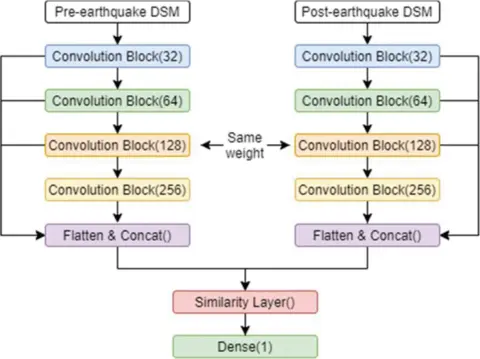 Pre-earthquake DSM
Post-earthquake DSM
Convolution Block(32)
Convolution Block(32)
Convolution Block(64)
Convolution Block(64)
Convolution Block(128)
Same
weight
Convolution Block(128)
Convolution Block(256)
Convolution Block(256)
Flatten & Concat()
Flatten & Concat()
Similarity Layer()
Dense(1)